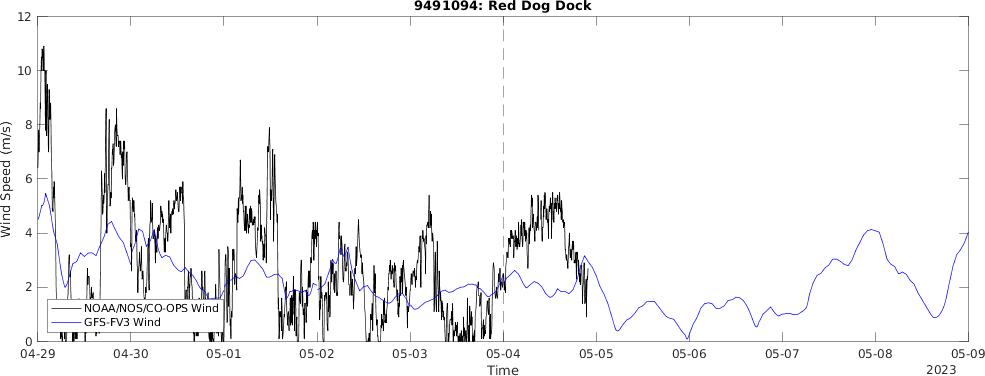 9491094: Red Dog Dock
12
10
8
6
4
2
0
Wind Speed (m/s)
NOAA/NOS/CO-OPS Wind
GFS-FV3 Wind
04-29 04-30 05-01 05-02 05-03 05-04 05-05 05-06 05-07 05-08 05-09
Time
2023